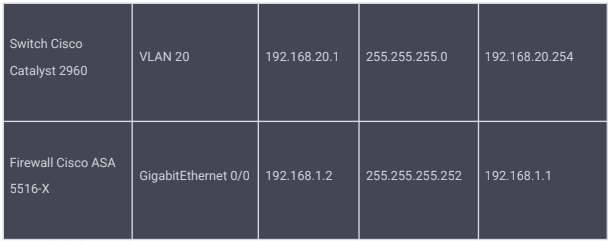 Switch Cisco
Catalyst 2960
VLAN 20
192.168.20.1
255.255.255.0
192.168.20.254
Firewall Cisco ASA
5516-X
GigabitEthernet 0/0
192.168.1.2
255.255.255.252
192.168.1.1